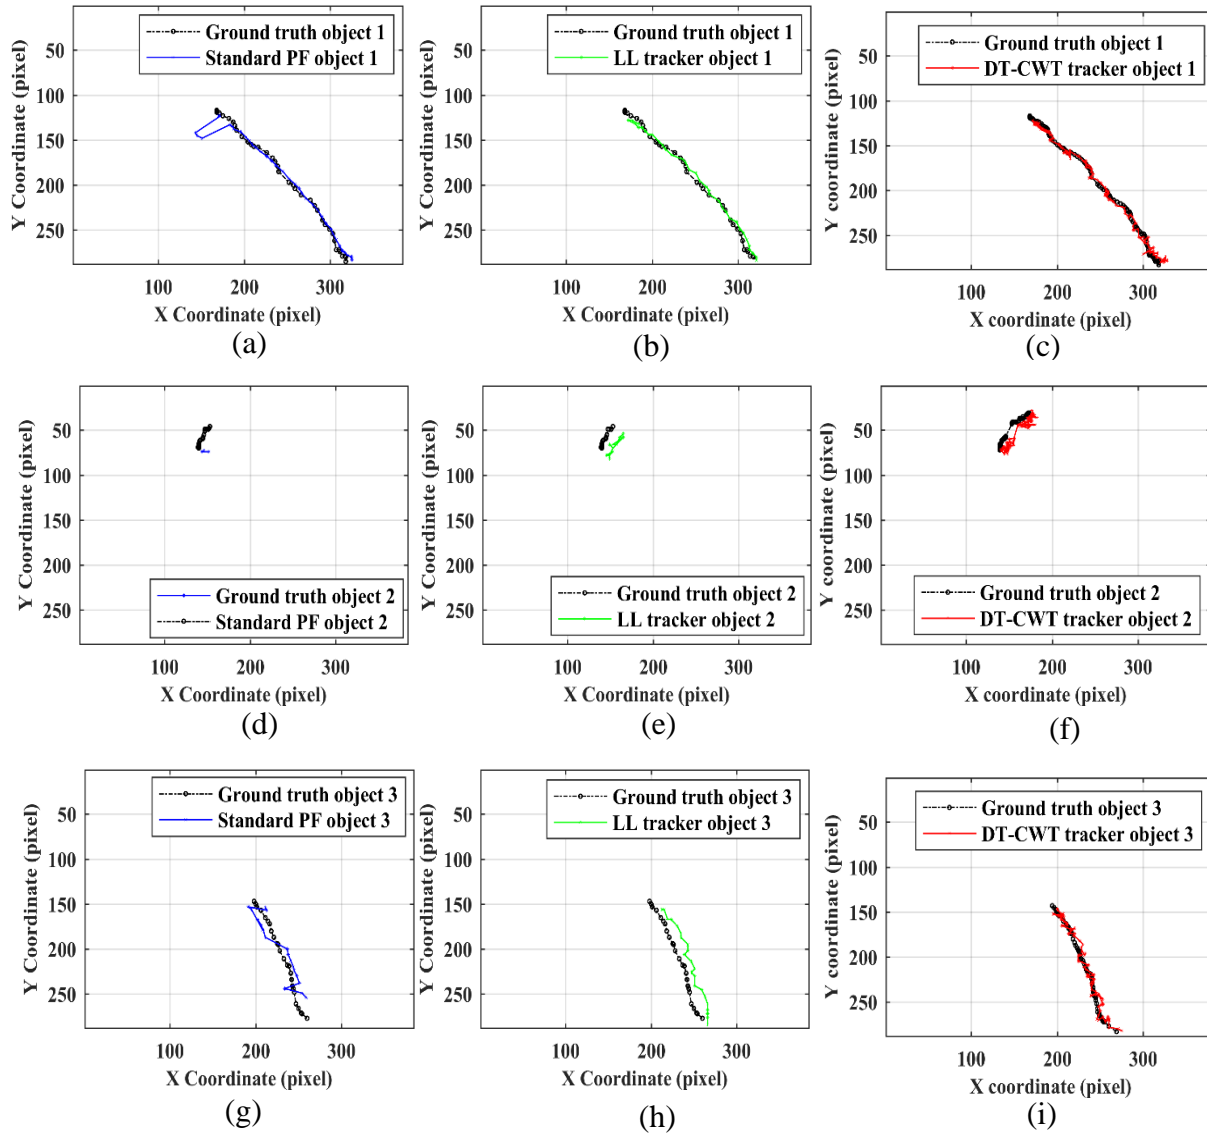 Ground truth object 1
Standard PF object 1
50
100
150
200
250
100 200 300
Y Coordinate (pixel)
X Coordinate (pixel)
(a)
Ground truth object 1
LL tracker object 1
50
100
150
200
250
100 200 300
Y Coordinate (pixel)
X Coordinate (pixel)
(b)
Ground truth object 1
DT-CWT tracker object 1
50
100
150
200
250
100 200 300
Y coordinate (pixel)
X coordinate (pixel)
(c)
50
100
150
200
250
Ground truth object 2
Standard PF object 2
100 200 300
Y Coordinate (pixel)
X Coordinate (pixel)
(d)
50
100
150
200
250
Ground truth object 2
LL tracker object 2
100 200 300
Y Coordinate (pixel)
X Coordinate (pixel)
(e)
50
100
150
200
250
Ground truth object 2
DT-CWT tracker object 2
100 200 300
Y coordinate (pixel)
X coordinate (pixel)
(f)
Ground truth object 3
Standard PF object 3
50
100
150
200
250
100 200 300
Y Coordinate (pixel)
X Coordinate (pixel)
(g)
Ground truth object 3
LL tracker object 3
50
100
150
200
250
100 200 300
Y Coordinate (pixel)
X Coordinate (pixel)
(h)
Ground truth object 3
DT-CWT tracker object 3
50
100
150
200
250
100 200 300
Y coordinate (pixel)
X coordinate (pixel)
(i)